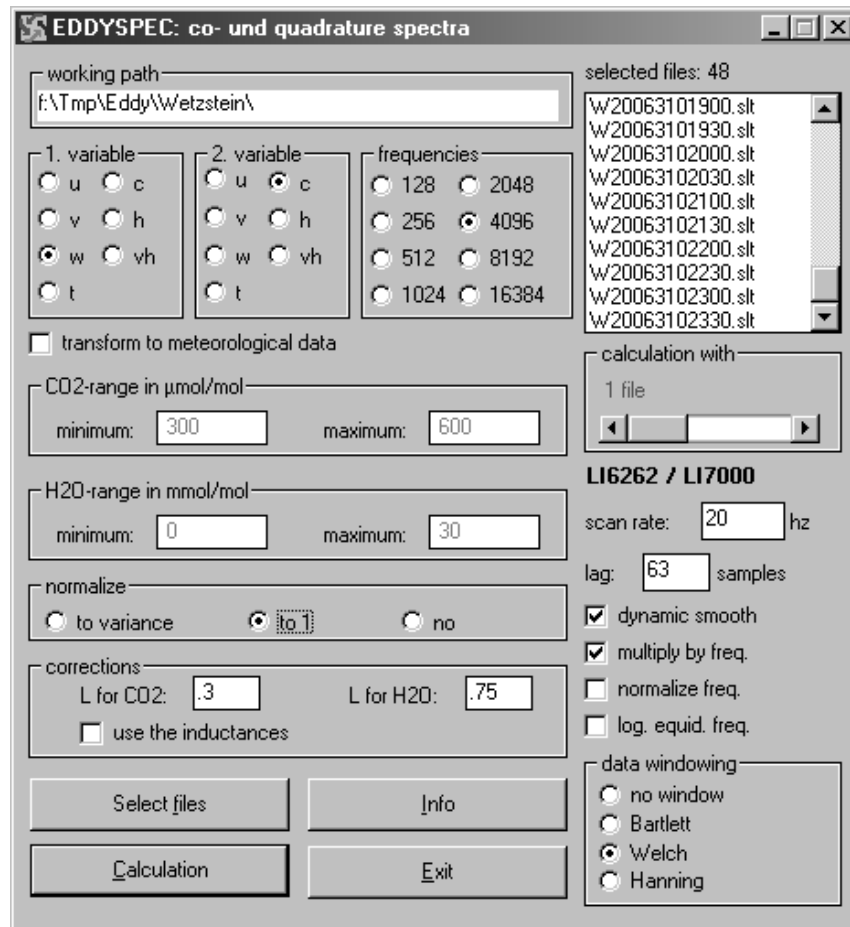 EDDYSPEC: co- und quadrature spectra
working path
f:\Tmp\Eddy\Wetzstein\
selected files: 48
W20063101900.slt
W20063101930.slt
W20063102000.slt
W20063102030.slt
W20063102100.slt
W20063102130.slt
W20063102200.slt
W20063102230.slt
W20063102300.slt
W20063102330.slt
1. variable
u c
v h
w vh
t
2. variable
u c
v h
w vh
t
frequencies
128 2048
256 4096
512 8192
1024 16384
transform to meteorological data
calculation with
1 file
CO2-range in µmol/mol
minimum: 300 maximum: 600
H2O-range in mmol/mol
minimum: 0 maximum: 30
LI6262 / LI7000
scan rate: 20 hz
lag: 63 samples
normalize
to variance to 1 no
dynamic smooth
multiply by freq.
normalize freq.
log. equid. freq.
corrections
L for CO2: .3 L for H2O: .75
use the inductances
data windowing
no window
Bartlett
Welch
Hanning
Select files Info
Calculation Exit